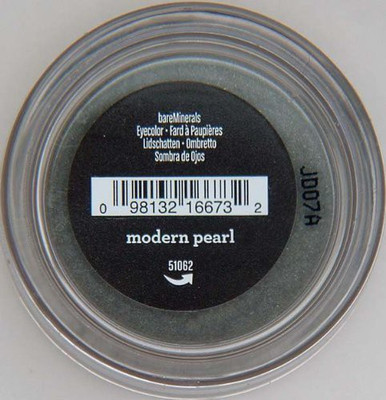 bareMinerals
Eyecolor • Fard à Paupières
Lidschatten • Ombretto
Sombra de Ojos
0 98132 16673 2
modern pearl
51062
JD07A